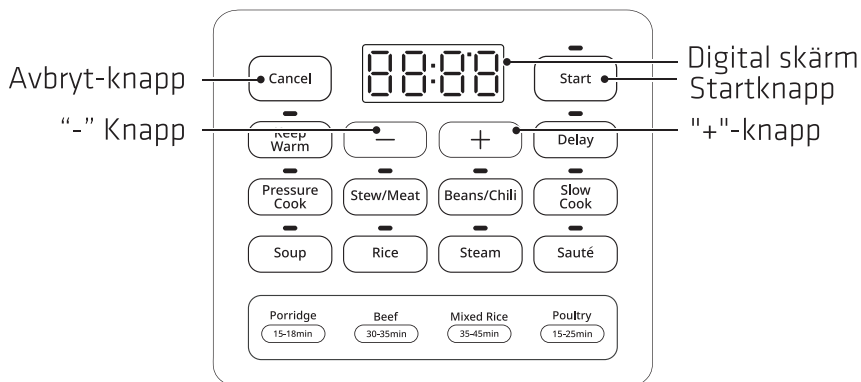 Avbryt-knapp
Cancel
88:88
Start
Digital skärm
Startknapp
“-” Knapp
Keep
Warm
−
+
Delay
"+"-knapp
Pressure
Cook
Stew/Meat
Beans/Chili
Slow
Cook
Soup
Rice
Steam
Sauté
Porridge
15-18min
Beef
30-35min
Mixed Rice
35-45min
Poultry
15-25min